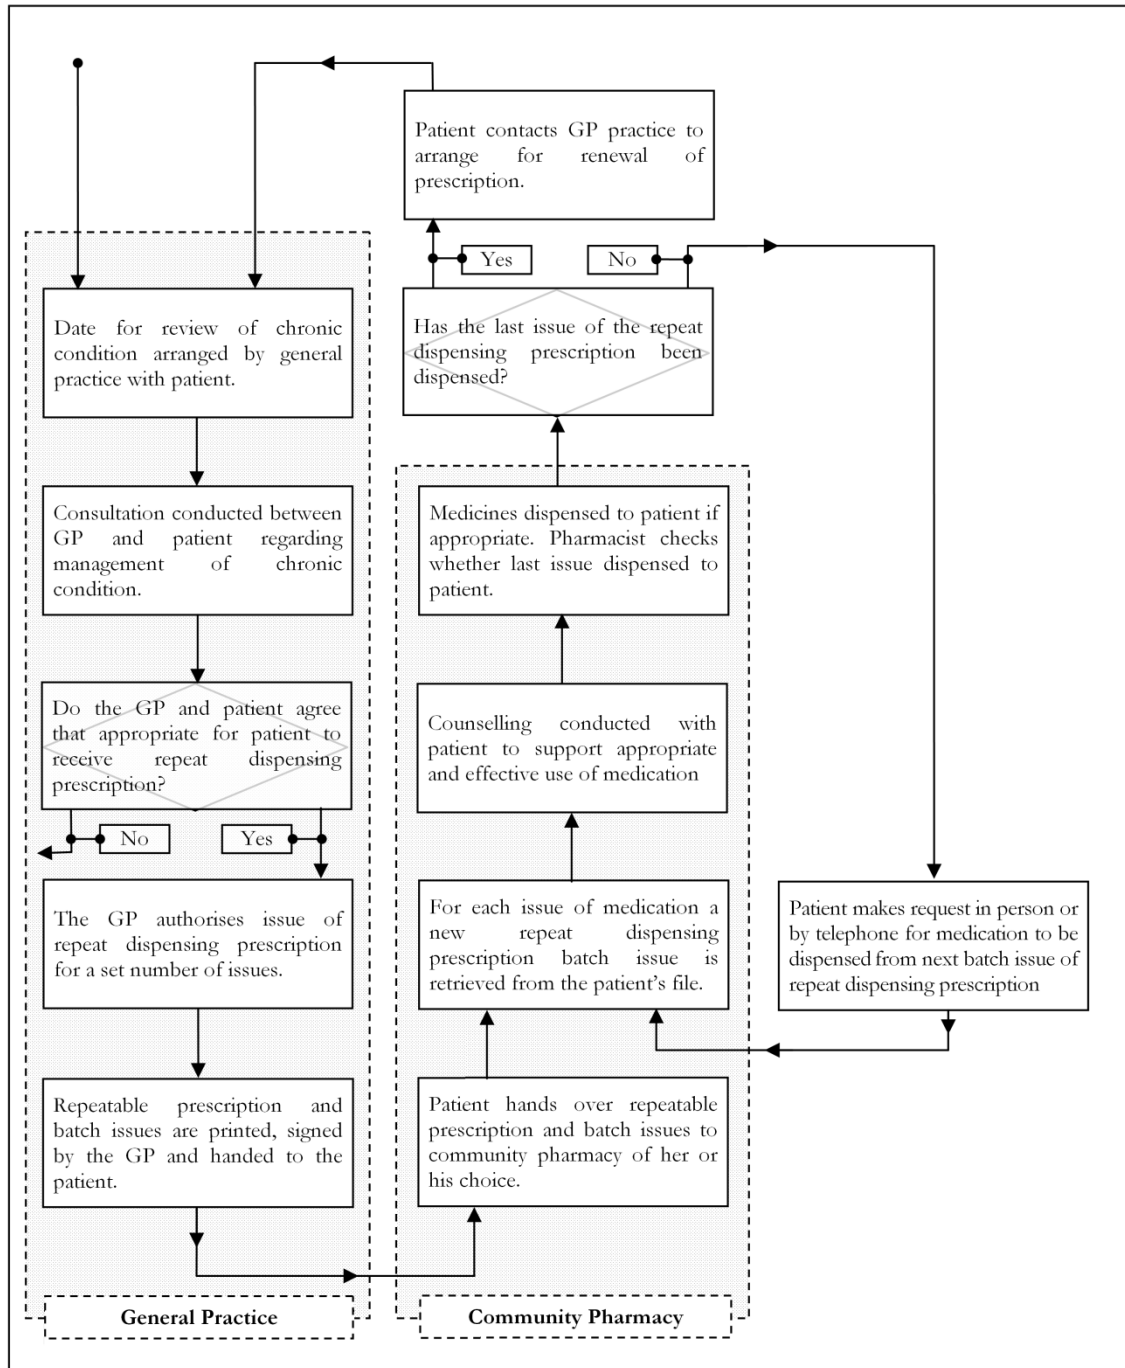 Patient contacts GP practice to
arrange for renewal of
prescription.
Yes
No
Has the last issue of the repeat
dispensing prescription been
dispensed?
Date for review of chronic
condition arranged by general
practice with patient.
Consultation conducted between
GP and patient regarding
management of chronic
condition.
Do the GP and patient agree
that appropriate for patient to
receive repeat dispensing
prescription?
No
Yes
The GP authorises issue of
repeat dispensing prescription
for a set number of issues.
Repeatable prescription and
batch issues are printed, signed
by the GP and handed to the
patient.
General Practice
Medicines dispensed to patient if
appropriate. Pharmacist checks
whether last issue dispensed to
patient.
Counselling conducted with
patient to support appropriate
and effective use of medication
For each issue of medication a
new repeat dispensing
prescription batch issue is
retrieved from the patient's file.
Patient hands over repeatable
prescription and batch issues to
community pharmacy of her or
his choice.
Community Pharmacy
Patient makes request in person or
by telephone for medication to be
dispensed from next batch issue of
repeat dispensing prescription